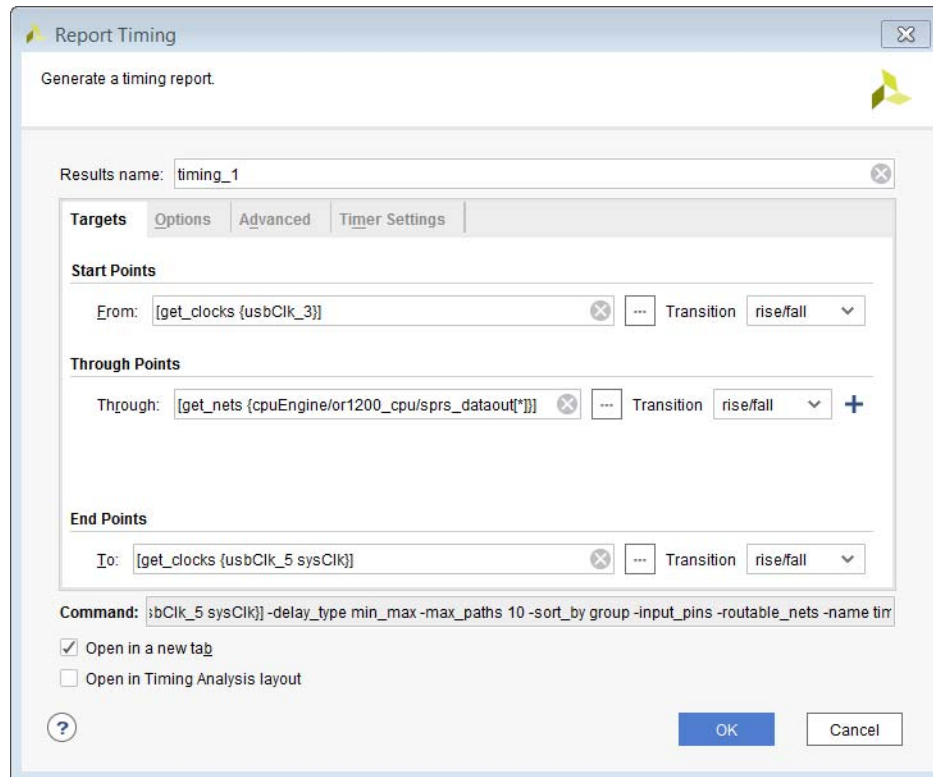 Report Timing
Generate a timing report.
Results name: timing_1
Targets Options Advanced Timer Settings
Start Points
From: [get_clocks {usbClk_3}] ... Transition rise/fall
Through Points
Through: [get_nets {cpuEngine/or1200_cpu/sprs_dataout[*]}] ... Transition rise/fall +
End Points
To: [get_clocks {usbClk_5 sysClk}] ... Transition rise/fall
Command: sbClk_5 sysClk}] -delay_type min_max -max_paths 10 -sort_by group -input_pins -routable_nets -name tim
Open in a new tab
Open in Timing Analysis layout
? OK Cancel